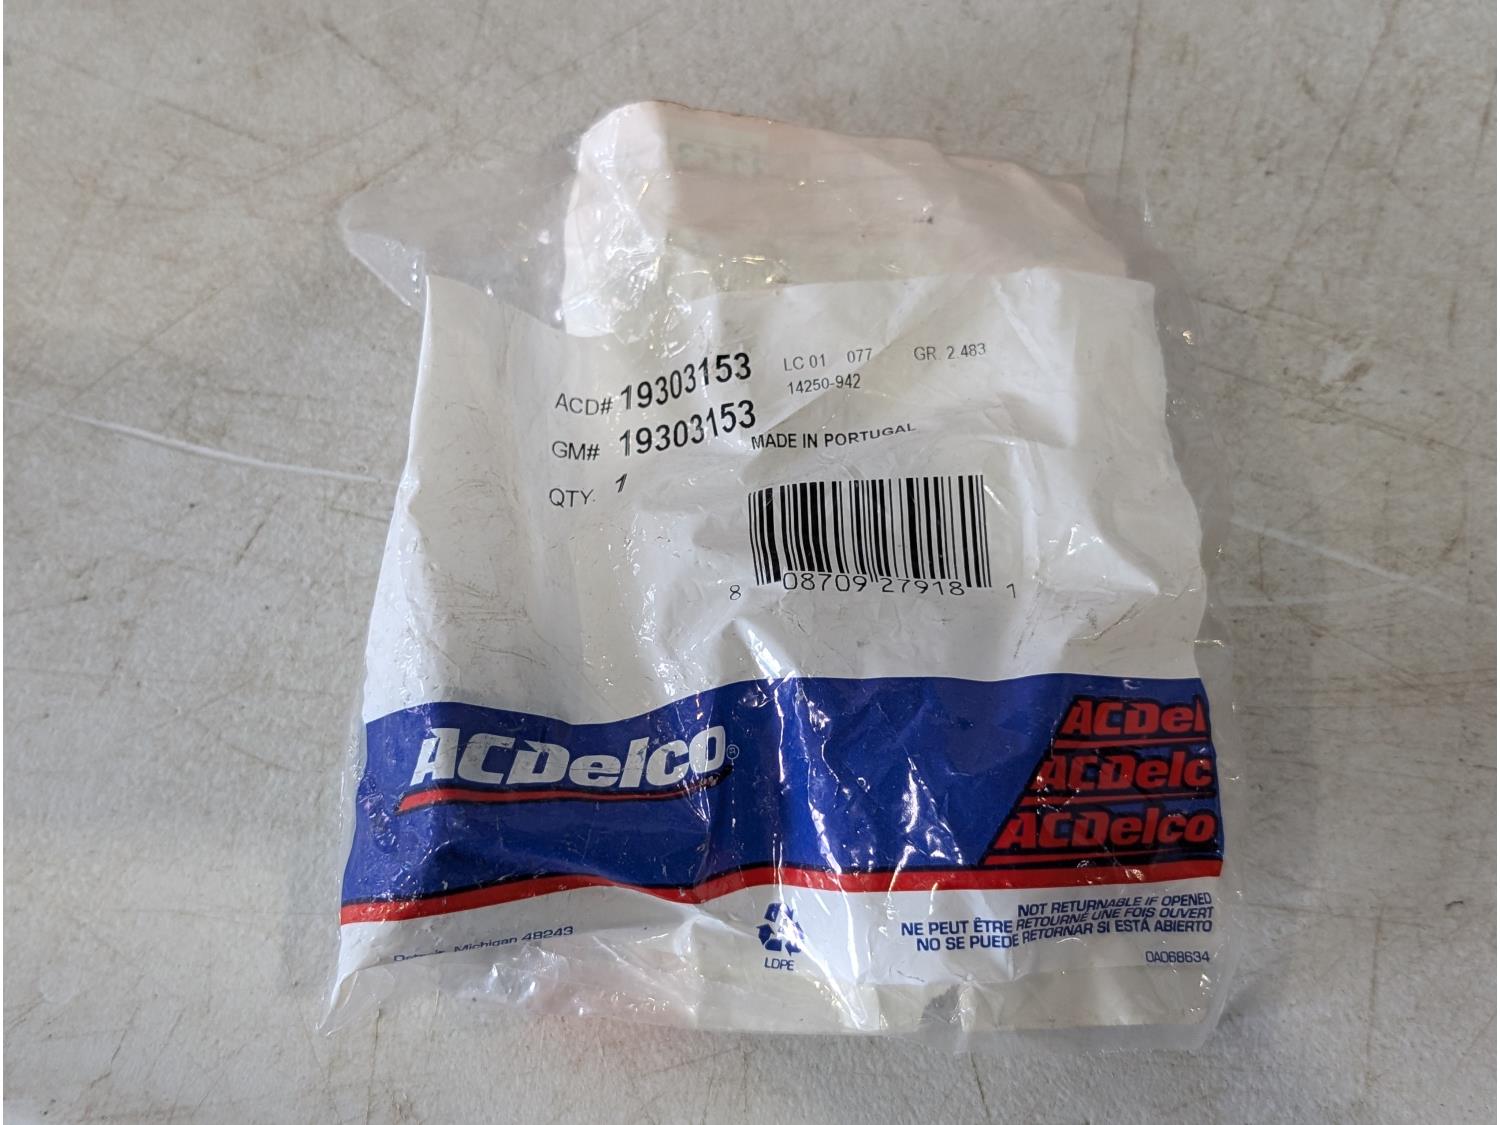 ACD# 19303153 LC 01 077 GR. 2.483
14250-942
GM# 19303153
MADE IN PORTUGAL
QTY. 1
8 08709 27918 1
ACDelco®
ACDel
ACDelc
ACDelco
NOT RETURNABLE IF OPENED
NE PEUT ÊTRE RETOURNÉ UNE FOIS OUVERT
NO SE PUEDE RETORNAR SI ESTÁ ABIERTO
Detroit, Michigan 48243
LDPE
0A068634